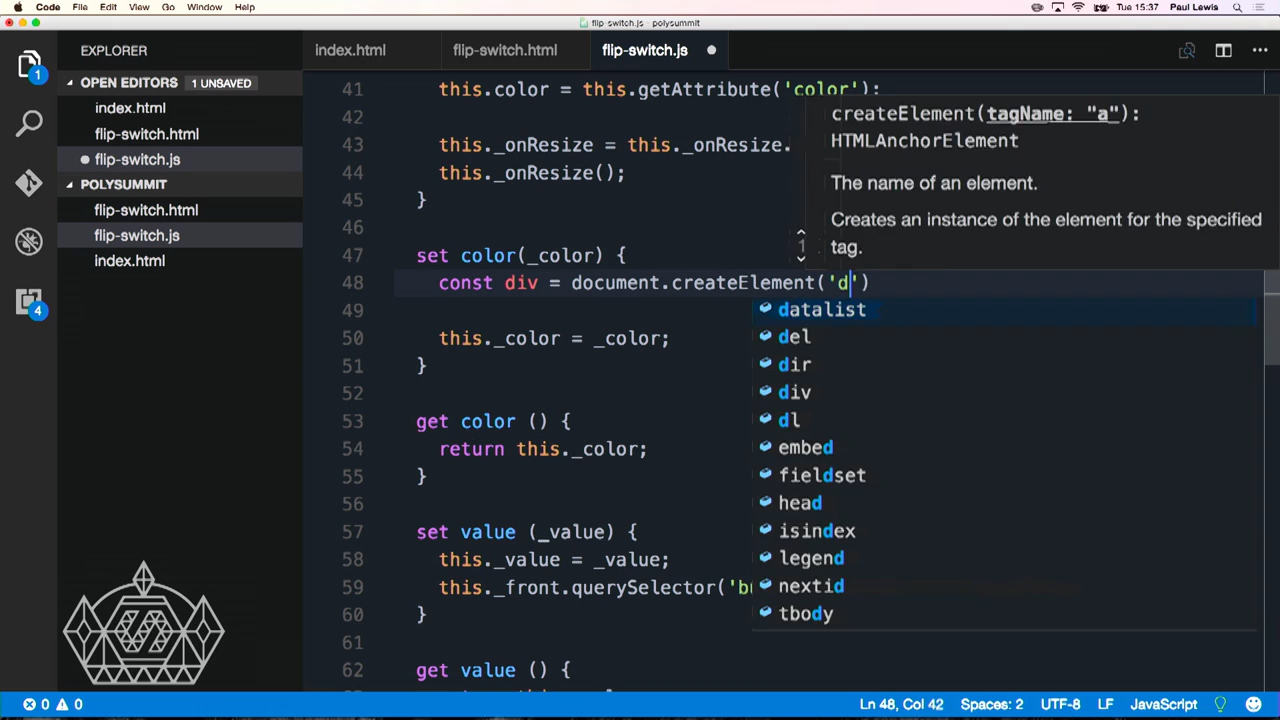 Code File Edit View Go Window Help Tue 15:37 Paul Lewis
flip-switch.js — polysummit
EXPLORER
index.html
flip-switch.html
flip-switch.js
OPEN EDITORS 1 UNSAVED
index.html
flip-switch.html
flip-switch.js
POLYSUMMIT
flip-switch.html
flip-switch.js
index.html
1
4
41 this.color = this.getAttribute('color');
42
43 this._onResize = this._onResize.
44 this._onResize();
45 }
46
47 set color(_color) {
48 const div = document.createElement('d')
49
50 this._color = _color;
51 }
52
53 get color () {
54 return this._color;
55 }
56
57 set value (_value) {
58 this._value = _value;
59 this._front.querySelector('bu
60 }
61
62 get value () {
createElement(tagName: "a"):
HTMLAnchorElement
The name of an element.
Creates an instance of the element for the specified
tag.
1
datalist
del
dir
div
dl
embed
fieldset
head
isindex
legend
nextid
tbody
0 0 Ln 48, Col 42 Spaces: 2 UTF-8 LF JavaScript